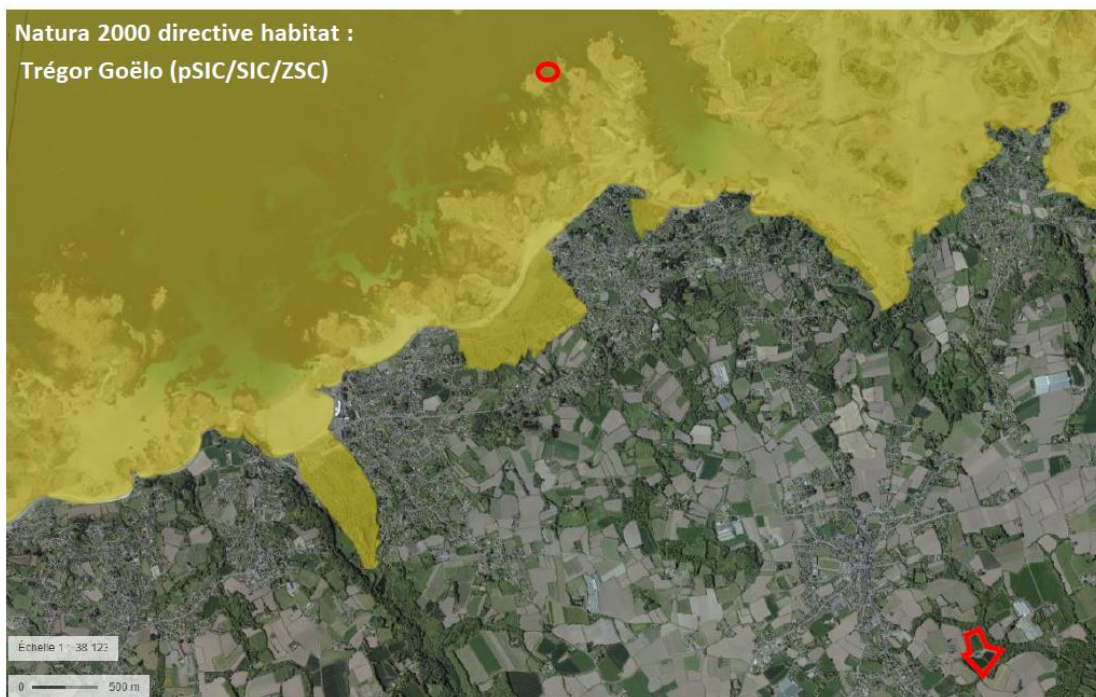 Natura 2000 directive habitat :
Trégor Goëlo (pSIC/SIC/ZSC)
Échelle 1 : 38 123
0 500 m